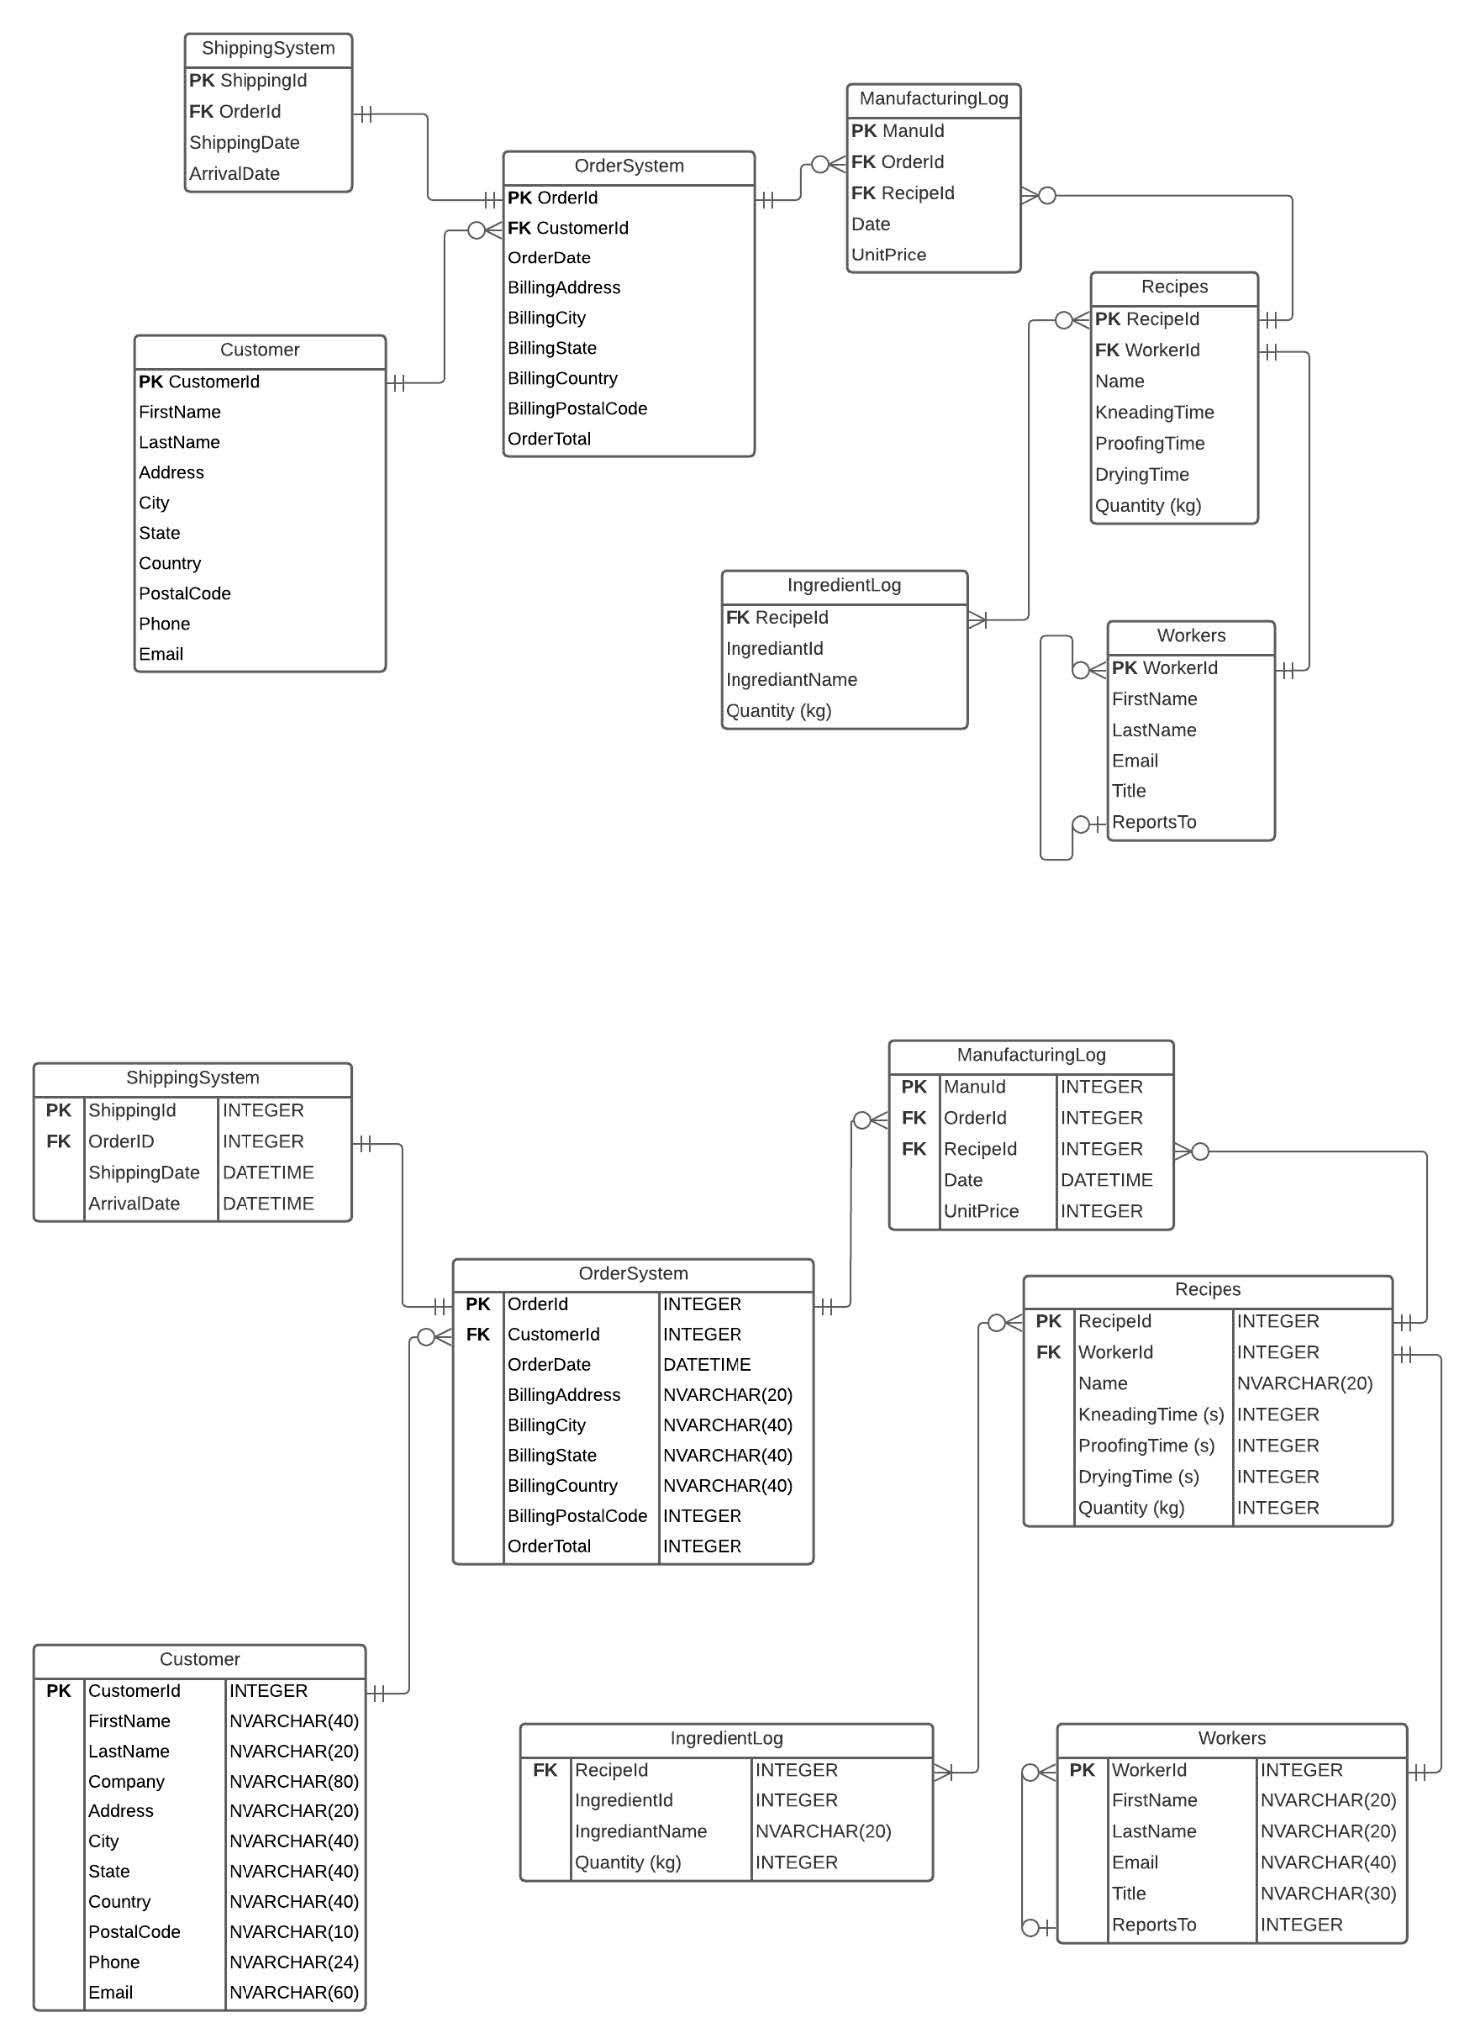 ShippingSystem
PK ShippingId
FK OrderId
ShippingDate
ArrivalDate
OrderSystem
PK OrderId
FK CustomerId
OrderDate
BillingAddress
BillingCity
BillingState
BillingCountry
BillingPostalCode
OrderTotal
ManufacturingLog
PK ManuId
FK OrderId
FK RecipeId
Date
UnitPrice
Recipes
PK RecipeId
FK WorkerId
Name
KneadingTime
ProofingTime
DryingTime
Quantity (kg)
Customer
PK CustomerId
FirstName
LastName
Address
City
State
Country
PostalCode
Phone
Email
IngredientLog
FK RecipeId
IngrediantId
IngrediantName
Quantity (kg)
Workers
PK WorkerId
FirstName
LastName
Email
Title
ReportsTo
ShippingSystem
PK ShippingId INTEGER
FK OrderID INTEGER
ShippingDate DATETIME
ArrivalDate DATETIME
ManufacturingLog
PK ManuId INTEGER
FK OrderId INTEGER
FK RecipeId INTEGER
Date DATETIME
UnitPrice INTEGER
OrderSystem
PK OrderId INTEGER
FK CustomerId INTEGER
OrderDate DATETIME
BillingAddress NVARCHAR(20)
BillingCity NVARCHAR(40)
BillingState NVARCHAR(40)
BillingCountry NVARCHAR(40)
BillingPostalCode INTEGER
OrderTotal INTEGER
Recipes
PK RecipeId INTEGER
FK WorkerId INTEGER
Name NVARCHAR(20)
KneadingTime (s) INTEGER
ProofingTime (s) INTEGER
DryingTime (s) INTEGER
Quantity (kg) INTEGER
Customer
PK CustomerId INTEGER
FirstName NVARCHAR(40)
LastName NVARCHAR(20)
Company NVARCHAR(80)
Address NVARCHAR(20)
City NVARCHAR(40)
State NVARCHAR(40)
Country NVARCHAR(40)
PostalCode NVARCHAR(10)
Phone NVARCHAR(24)
Email NVARCHAR(60)
IngredientLog
FK RecipeId INTEGER
IngredientId INTEGER
IngrediantName NVARCHAR(20)
Quantity (kg) INTEGER
Workers
PK WorkerId INTEGER
FirstName NVARCHAR(20)
LastName NVARCHAR(20)
Email NVARCHAR(40)
Title NVARCHAR(30)
ReportsTo INTEGER